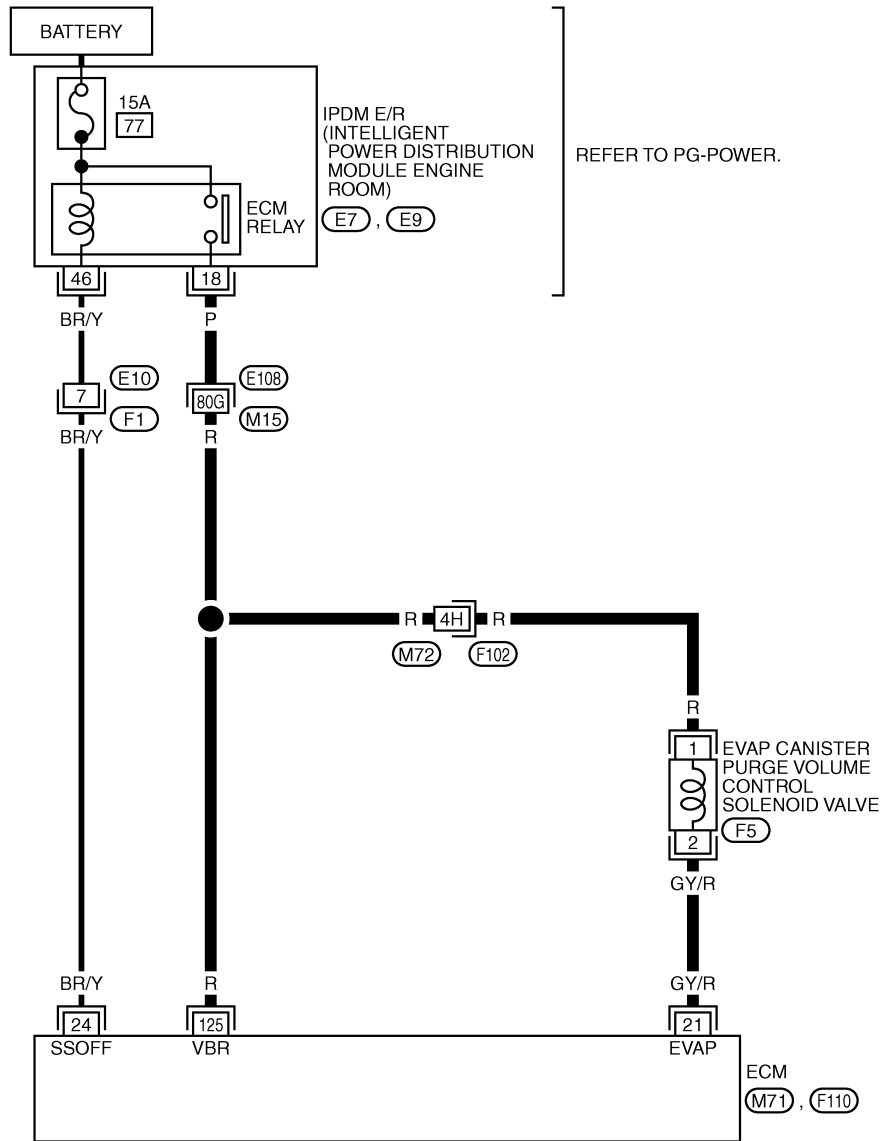 BATTERY
15A
77
IPDM E/R
(INTELLIGENT
POWER DISTRIBUTION
MODULE ENGINE
ROOM)
E7 , E9
REFER TO PG-POWER.
ECM
RELAY
46
18
BR/Y
P
7
E10
F1
80G
E108
M15
BR/Y
R
R
4H
R
M72
F102
R
1
EVAP CANISTER
PURGE VOLUME
CONTROL
SOLENOID VALVE
F5
2
GY/R
BR/Y
R
GY/R
24
125
21
SSOFF
VBR
EVAP
ECM
M71 , F110